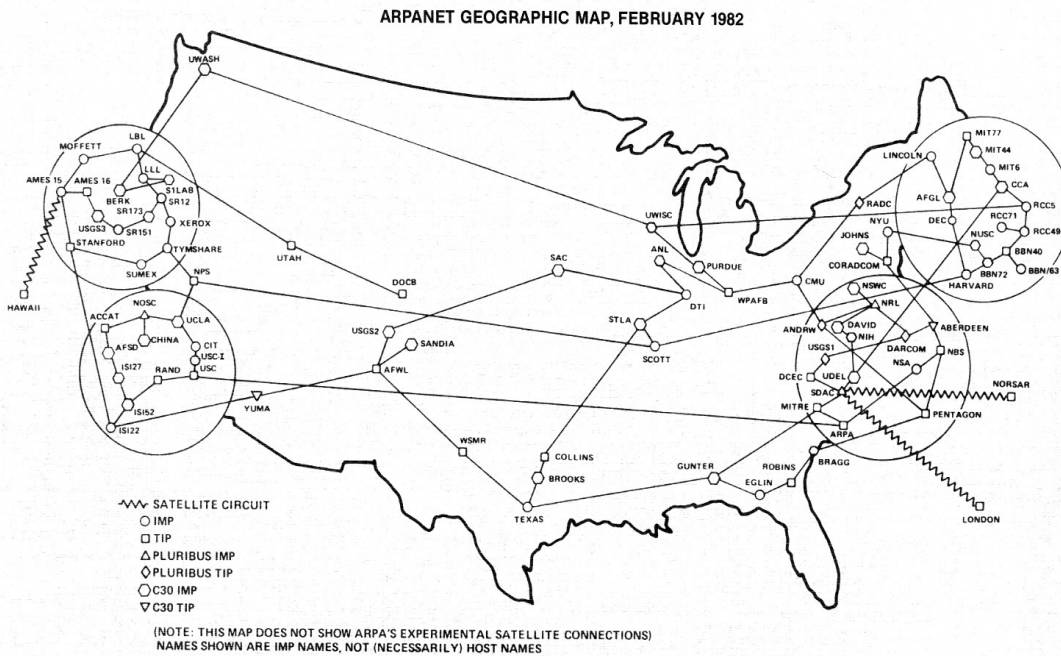 ARPANET GEOGRAPHIC MAP, FEBRUARY 1982
UWASH
LBL
MOFFETT
LLL
AMES 15
AMES 16
S1LAB
BERK
SR12
SR173
USGS3
SR151
XEROX
STANFORD
TYMSHARE
SUMEX
NPS
HAWAII
UTAH
DOCB
NOSC
ACCAT
UCLA
CHINA
AFSD
CIT
USC-I
ISI27
RAND
USC
ISI52
ISI22
YUMA
USGS2
SANDIA
AFWL
WSMR
SAC
UWISC
ANL
PURDUE
DTI
WPAFB
STLA
SCOTT
COLLINS
BROOKS
TEXAS
GUNTER
EGLIN
ROBINS
BRAGG
MIT77
MIT44
LINCOLN
MIT6
CCA
RADC
AFGL
RCC5
NYU
DEC
RCC71
RCC49
JOHNS
NUSC
BBN40
CORADCOM
BBN72
BBN/63
HARVARD
CMU
NSWC
NRL
ANDRW
DAVID
ABERDEEN
NIH
USGS1
DARCOM
NBS
NSA
DCEC
UDEL
SDAC
NORSAR
MITRE
PENTAGON
ARPA
LONDON
SATELLITE CIRCUIT
IMP
TIP
PLURIBUS IMP
PLURIBUS TIP
C30 IMP
C30 TIP
(NOTE: THIS MAP DOES NOT SHOW ARPA'S EXPERIMENTAL SATELLITE CONNECTIONS)
NAMES SHOWN ARE IMP NAMES, NOT (NECESSARILY) HOST NAMES